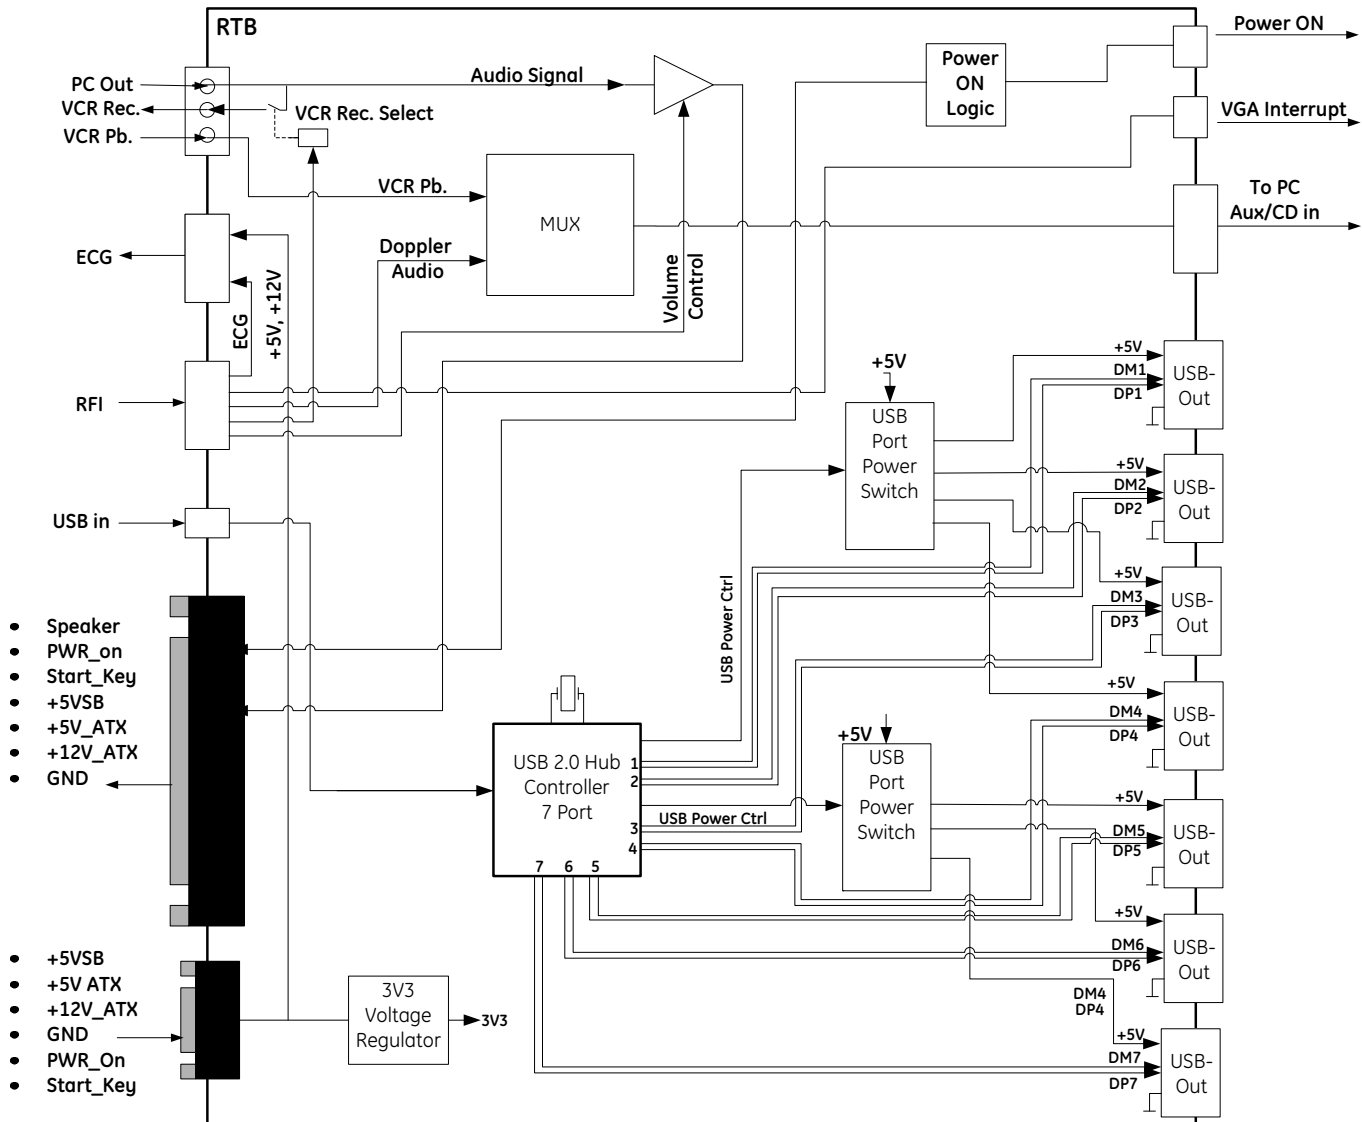 RTB
Power ON
PC Out
Audio Signal
Power
ON
Logic
VCR Rec.
VCR Rec. Select
VGA Interrupt
VCR Pb.
VCR Pb.
MUX
To PC
Aux/CD in
ECG
Doppler
Audio
Volume
Control
ECG
+5V, +12V
RFI
+5V
USB
Port
Power
Switch
+5V
DM1
DP1
USB-
Out
+5V
DM2
DP2
USB-
Out
USB in
USB Power Ctrl
+5V
DM3
DP3
USB-
Out
• Speaker
• PWR_on
• Start_Key
• +5VSB
• +5V_ATX
• +12V_ATX
• GND
+5V
DM4
DP4
USB-
Out
USB 2.0 Hub
Controller
7 Port
1
2
3
4
7 6 5
USB Power Ctrl
+5V
USB
Port
Power
Switch
+5V
DM5
DP5
USB-
Out
+5V
DM6
DP6
USB-
Out
DM4
DP4
+5V
DM7
DP7
USB-
Out
• +5VSB
• +5V ATX
• +12V_ATX
• GND
• PWR_On
• Start_Key
3V3
Voltage
Regulator
3V3